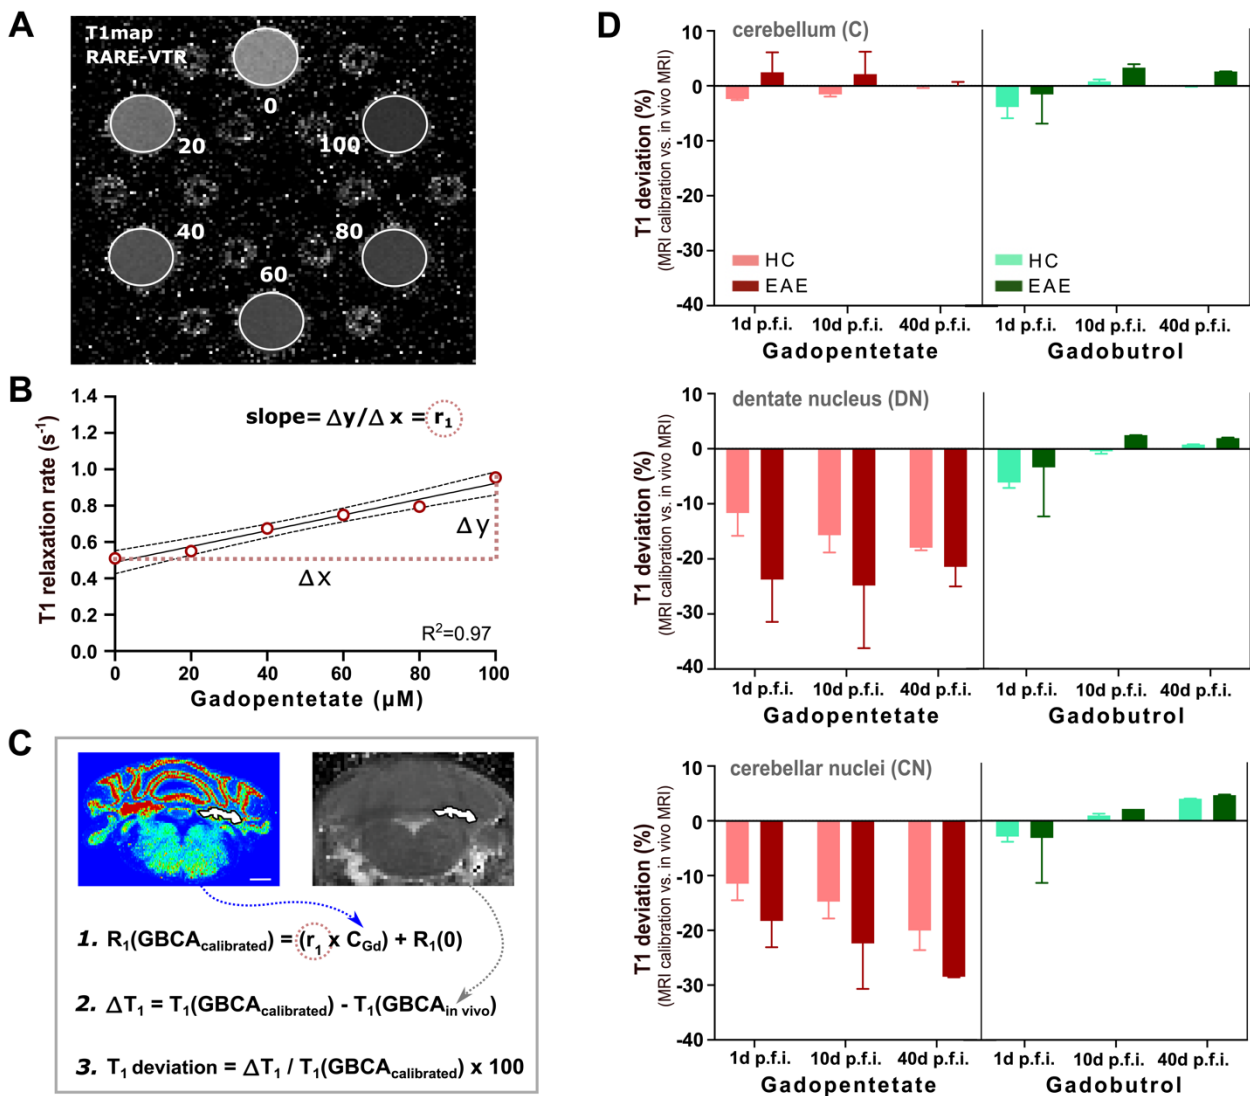 A
T1map
RARE-VTR
0
20
100
40
80
60
B
slope= Δy/Δ x = r1
T1 relaxation rate (s-1)
1.4
1.2
1.0
0.8
0.6
0.4
0.2
0.0
Δy
Δx
R2=0.97
0 20 40 60 80 100
Gadopentetate (µM)
C
1. R1(GBCAcalibrated) = (r1 x CGd) + R1(0)
2. ΔT1 = T1(GBCAcalibrated) - T1(GBCAin vivo)
3. T1 deviation = ΔT1 / T1(GBCAcalibrated) x 100
D
cerebellum (C)
T1 deviation (%)
(MRI calibration vs. in vivo MRI)
10
0
-10
-20
-30
-40
HC
EAE
HC
EAE
1d p.f.i. 10d p.f.i. 40d p.f.i. 1d p.f.i. 10d p.f.i. 40d p.f.i.
Gadopentetate Gadobutrol
dentate nucleus (DN)
T1 deviation (%)
(MRI calibration vs. in vivo MRI)
10
0
-10
-20
-30
-40
1d p.f.i. 10d p.f.i. 40d p.f.i. 1d p.f.i. 10d p.f.i. 40d p.f.i.
Gadopentetate Gadobutrol
cerebellar nuclei (CN)
T1 deviation (%)
(MRI calibration vs. in vivo MRI)
10
0
-10
-20
-30
-40
1d p.f.i. 10d p.f.i. 40d p.f.i. 1d p.f.i. 10d p.f.i. 40d p.f.i.
Gadopentetate Gadobutrol